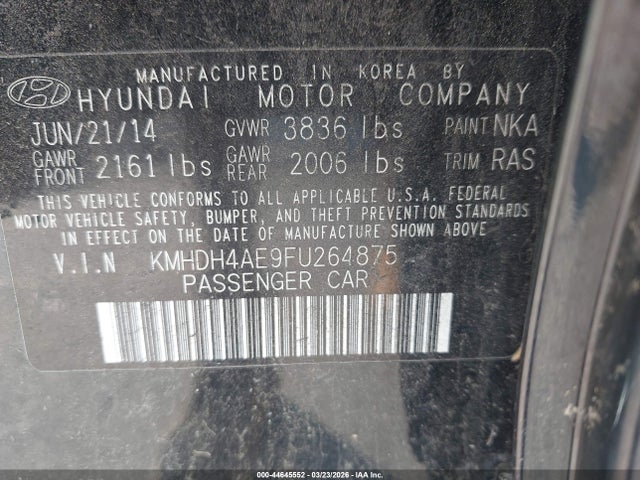 MANUFACTURED IN KOREA BY
HYUNDAI MOTOR COMPANY
JUN/21/14 GVWR 3836 lbs PAINT NKA
GAWR FRONT 2161 lbs GAWR REAR 2006 lbs TRIM RAS
THIS VEHICLE CONFORMS TO ALL APPLICABLE U.S.A. FEDERAL
MOTOR VEHICLE SAFETY, BUMPER, AND THEFT PREVENTION STANDARDS
IN EFFECT ON THE DATE OF MANUFACTURE SHOWN ABOVE
V.I.N KMHDH4AE9FU264875
PASSENGER CAR
000-44645552 | 03/23/2026 | IAA Inc.